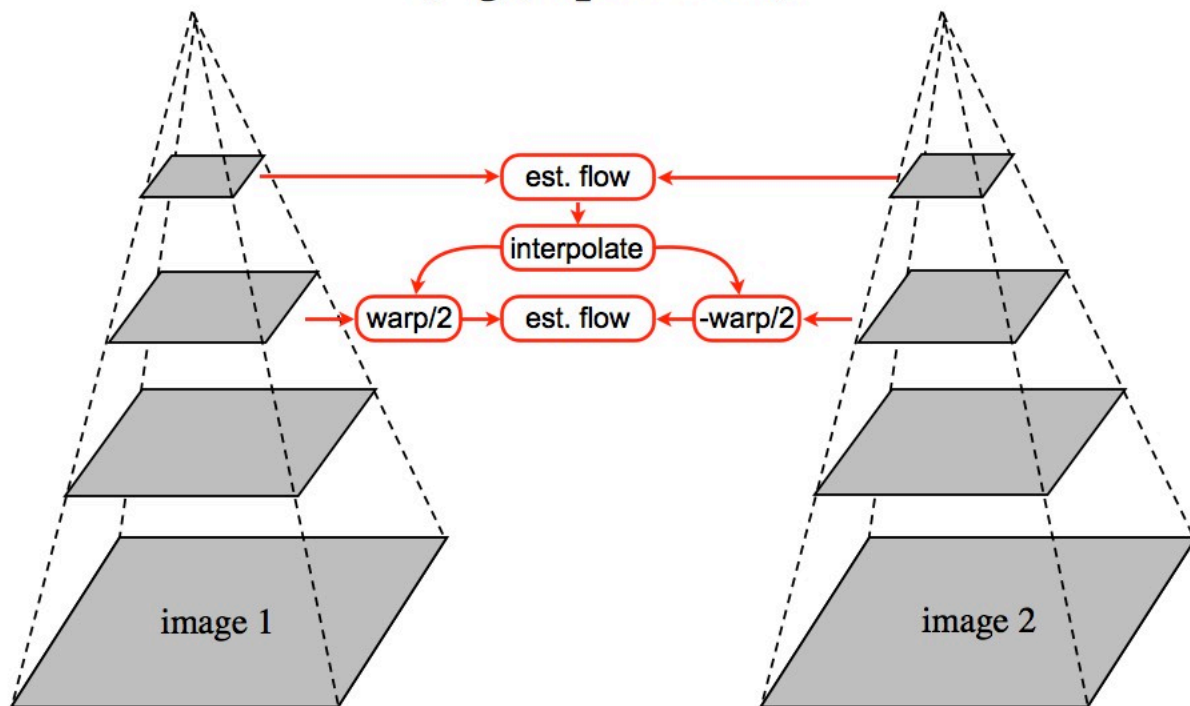 est. flow
interpolate
warp/2
est. flow
-warp/2
image 1
image 2